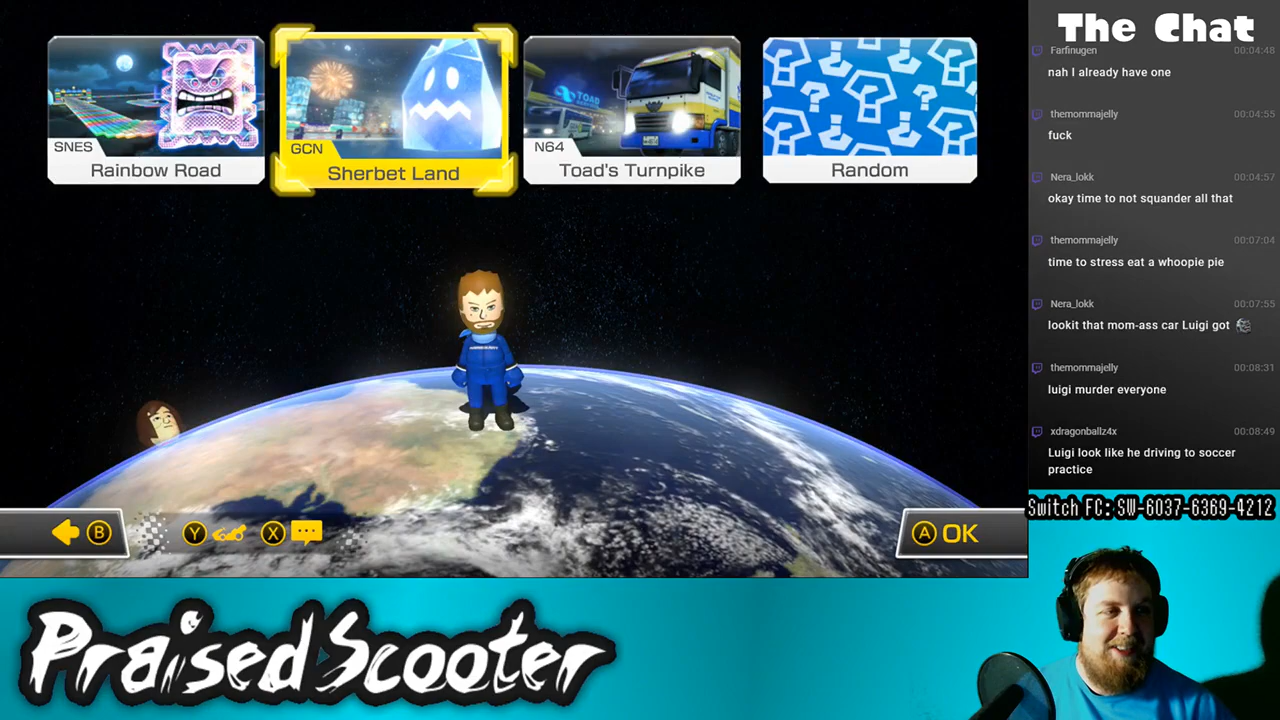 SNES
Rainbow Road
GCN
Sherbet Land
TOAD
N64
Toad's Turnpike
Random
B
Y
X
A OK
The Chat
Farfinugen 00:04:48
nah I already have one
themommajelly 00:04:55
fuck
Nera_lokk 00:04:57
okay time to not squander all that
themommajelly 00:07:04
time to stress eat a whoopie pie
Nera_lokk 00:07:55
lookit that mom-ass car Luigi got
themommajelly 00:08:31
luigi murder everyone
xdragonballz4x 00:08:49
Luigi look like he driving to soccer
practice
Switch FC: SW-6037-6369-4212
PraisedScooter